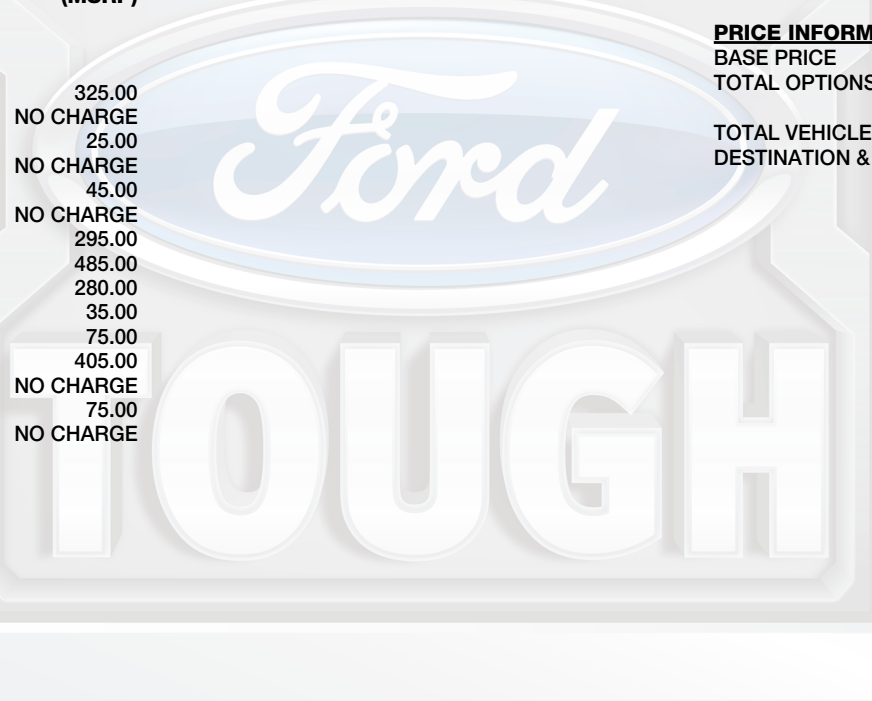 (MSRP)
325.00
NO CHARGE
25.00
NO CHARGE
45.00
NO CHARGE
295.00
485.00
280.00
35.00
75.00
405.00
NO CHARGE
75.00
NO CHARGE
PRICE INFORM
BASE PRICE
TOTAL OPTIONS
TOTAL VEHICLE
DESTINATION &
Ford
TOUGH